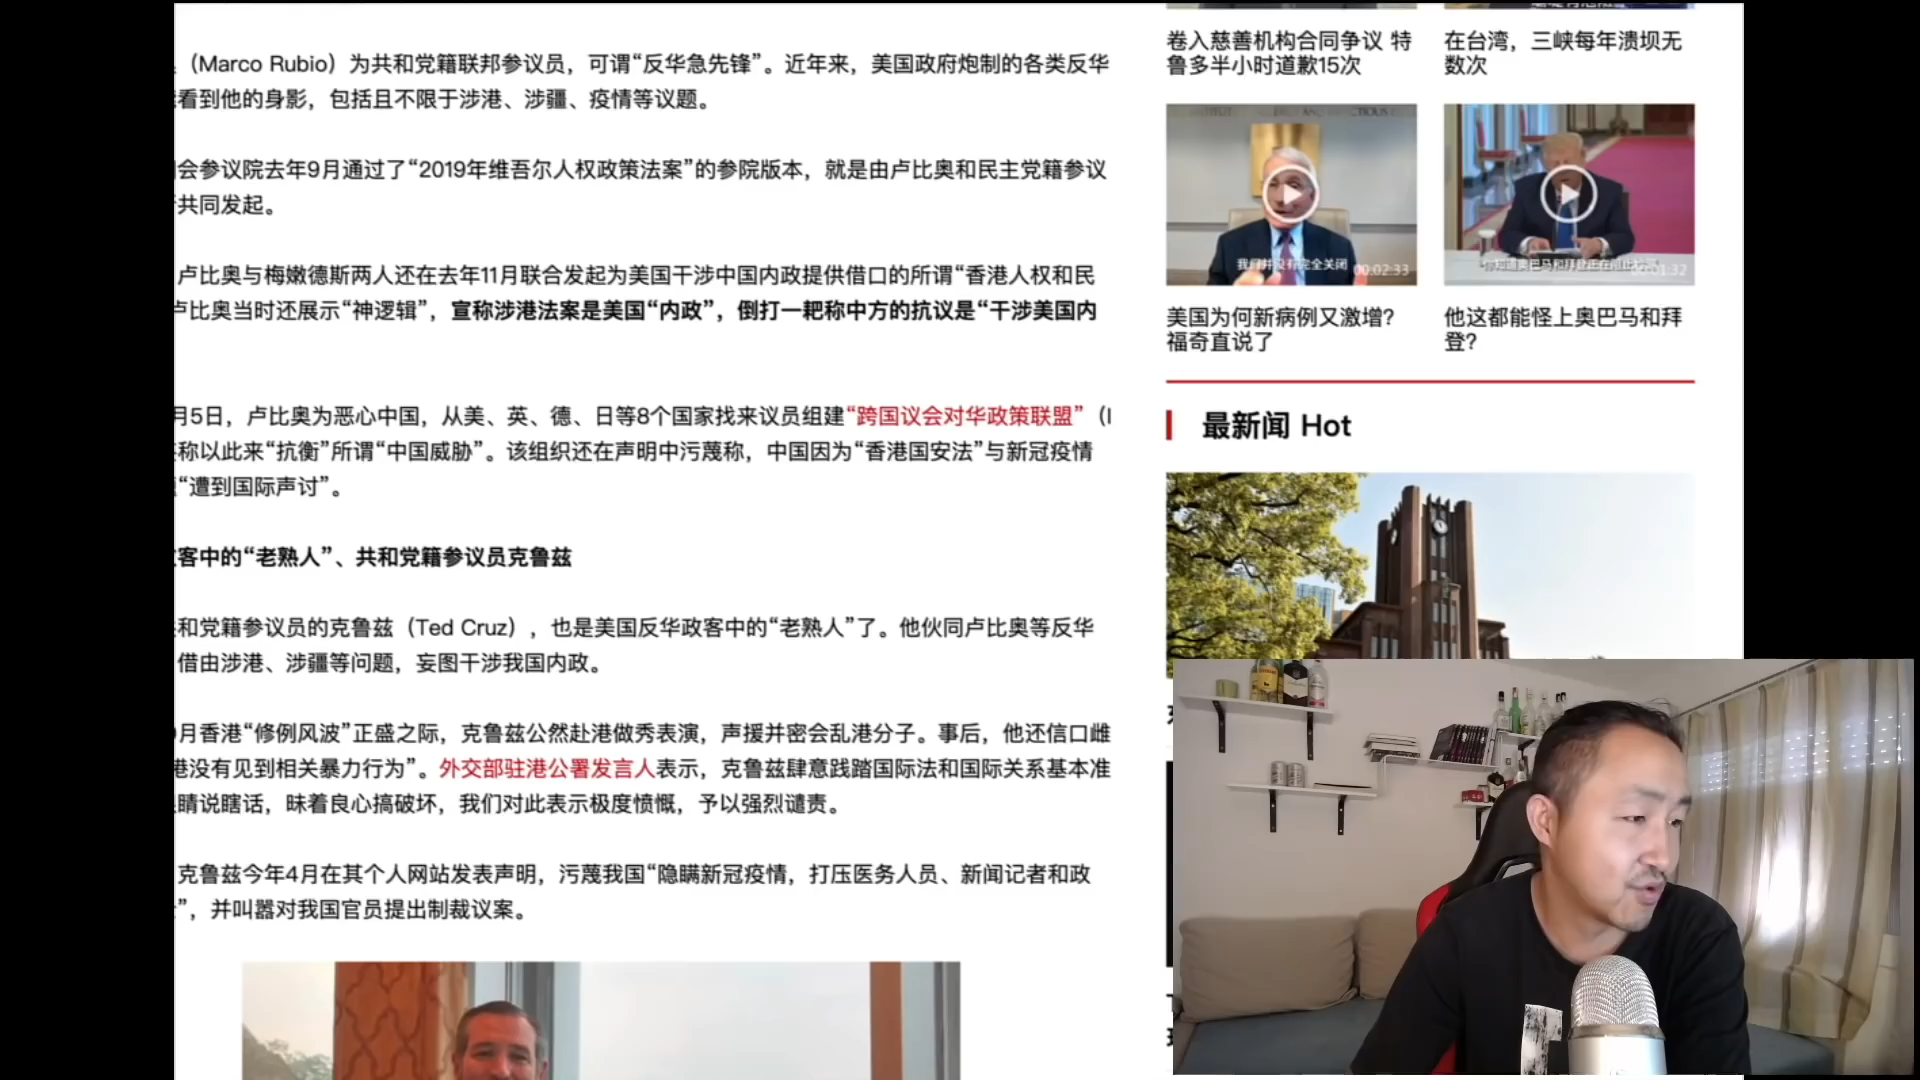 （Marco Rubio）为共和党籍联邦参议员，可谓“反华急先锋”。近年来，美国政府炮制的各类反华
看到他的身影，包括且不限于涉港、涉疆、疫情等议题。
会参议院去年9月通过了“2019年维吾尔人权政策法案”的参院版本，就是由卢比奥和民主党籍参议
共同发起。
卢比奥与梅嫩德斯两人还在去年11月联合发起为美国干涉中国内政提供借口的所谓“香港人权和民
卢比奥当时还展示“神逻辑”，宣称涉港法案是美国“内政”，倒打一耙称中方的抗议是“干涉美国内
月5日，卢比奥为恶心中国，从美、英、德、日等8个国家找来议员组建“跨国议会对华政策联盟”（I
称以此来“抗衡”所谓“中国威胁”。该组织还在声明中污蔑称，中国因为“香港国安法”与新冠疫情
“遭到国际声讨”。
客中的“老熟人”、共和党籍参议员克鲁兹
和党籍参议员的克鲁兹（Ted Cruz），也是美国反华政客中的“老熟人”了。他伙同卢比奥等反华
借由涉港、涉疆等问题，妄图干涉我国内政。
月香港“修例风波”正盛之际，克鲁兹公然赴港做秀表演，声援并密会乱港分子。事后，他还信口雌
港没有见到相关暴力行为”。外交部驻港公署发言人表示，克鲁兹肆意践踏国际法和国际关系基本准
睛说瞎话，昧着良心搞破坏，我们对此表示极度愤慨，予以强烈谴责。
克鲁兹今年4月在其个人网站发表声明，污蔑我国“隐瞒新冠疫情，打压医务人员、新闻记者和政
”，并叫嚣对我国官员提出制裁议案。
卷入慈善机构合同争议 特
鲁多半小时道歉15次
在台湾，三峡每年溃坝无
数次
我们并没有完全关闭
00:02:33
美国为何新病例又激增？
福奇直说了
他这都能怪上奥巴马和拜
登？
最新闻 Hot